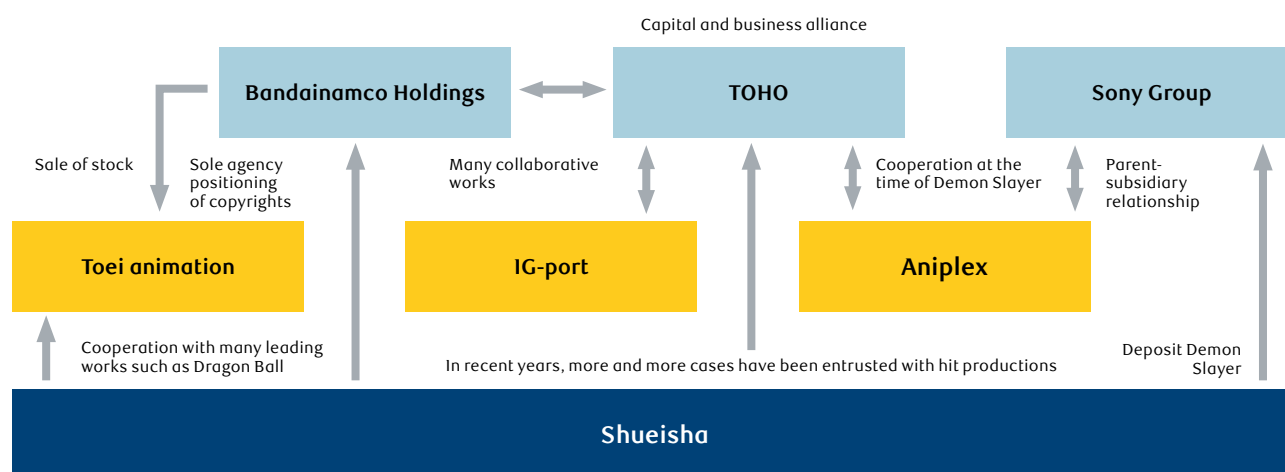 Capital and business alliance
Bandainamco Holdings
TOHO
Sony Group
Sale of stock
Sole agency
positioning
of copyrights
Many collaborative
works
Cooperation at the
time of Demon Slayer
Parent-
subsidiary
relationship
Toei animation
IG-port
Aniplex
Cooperation with many leading
works such as Dragon Ball
In recent years, more and more cases have been entrusted with hit productions
Deposit Demon
Slayer
Shueisha